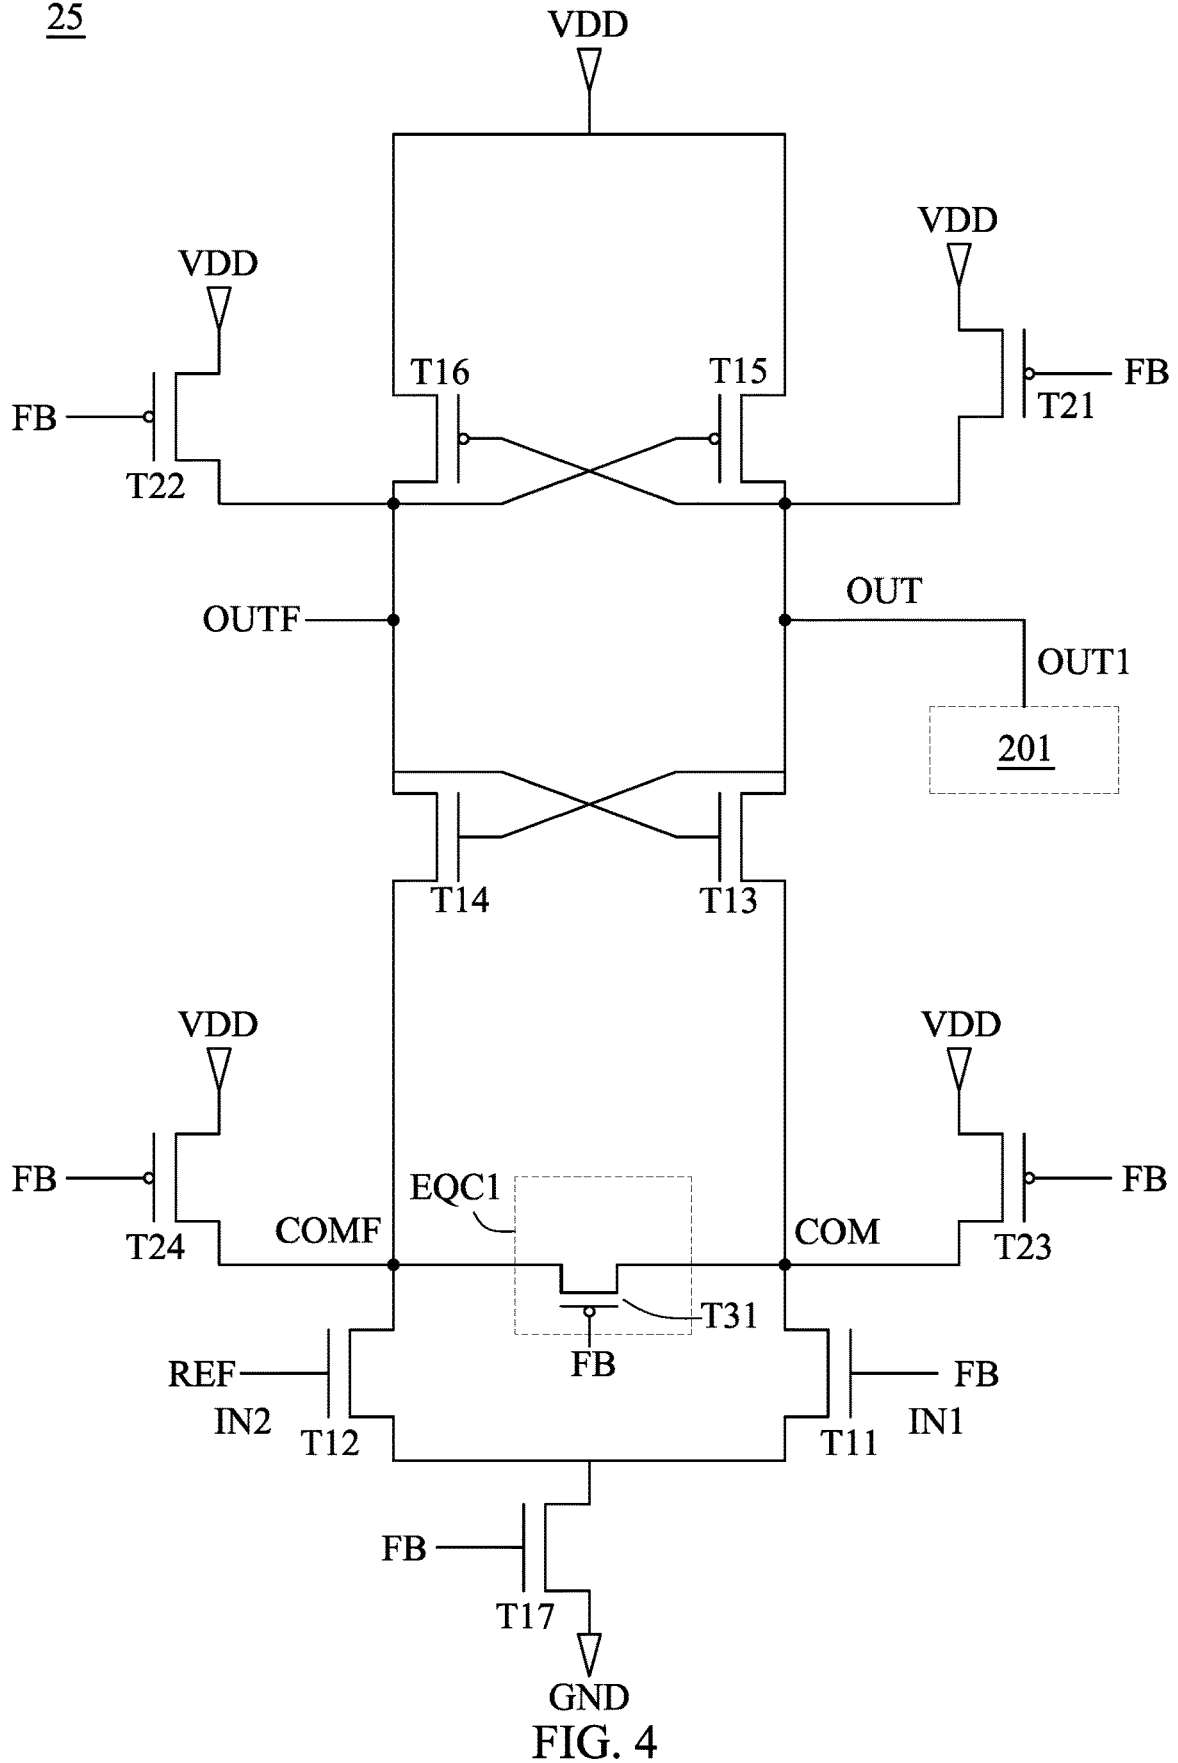 25
VDD
VDD
VDD
T16
T15
FB
T21
FB
T22
OUTF
OUT
OUT1
201
T14
T13
VDD
VDD
FB
EQC1
FB
T24
COMF
COM
T23
T31
REF
FB
FB
IN2
T12
T11
IN1
FB
T17
GND
FIG. 4